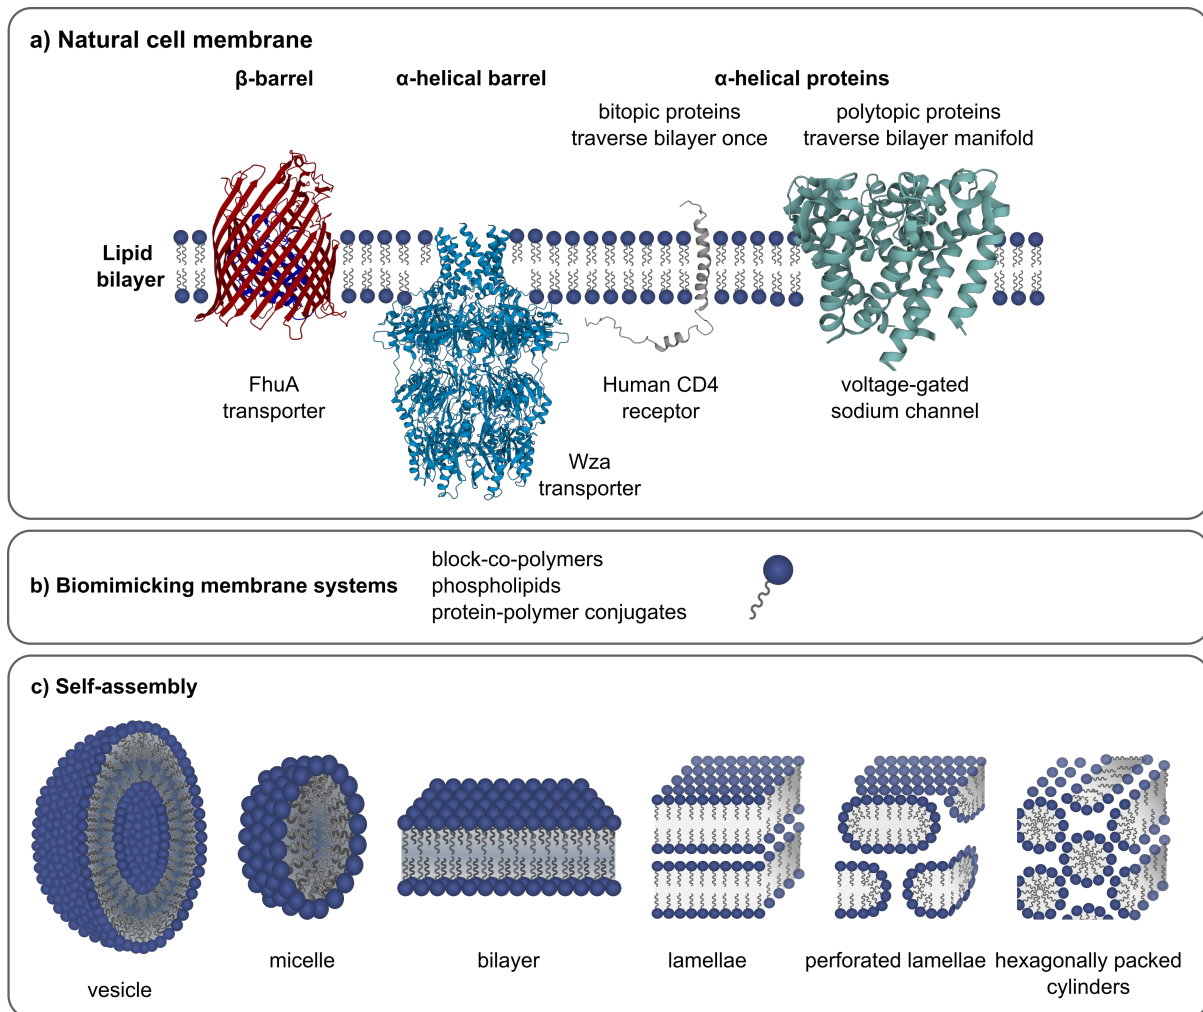 a) Natural cell membrane
β-barrel
α-helical barrel
α-helical proteins
bitopic proteins
traverse bilayer once
polytopic proteins
traverse bilayer manifold
Lipid
bilayer
FhuA
transporter
Wza
transporter
Human CD4
receptor
voltage-gated
sodium channel
b) Biomimicking membrane systems
block-co-polymers
phospholipids
protein-polymer conjugates
c) Self-assembly
vesicle
micelle
bilayer
lamellae
perforated lamellae
hexagonally packed
cylinders